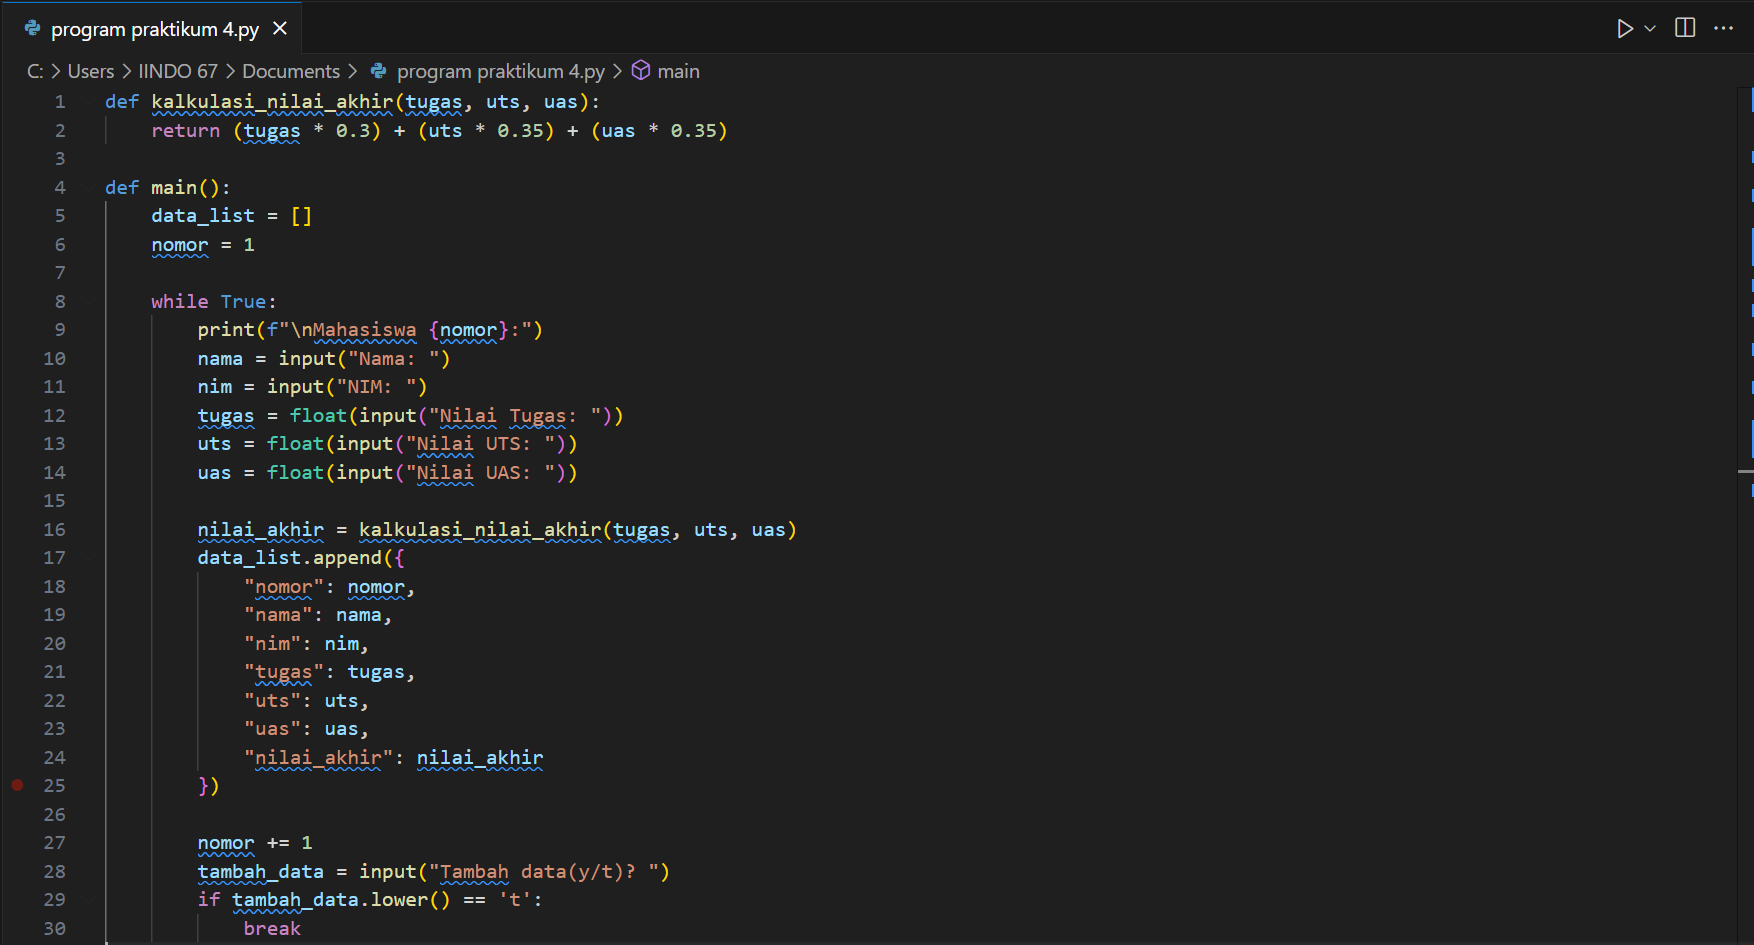 program praktikum 4.py
C: > Users > IINDO 67 > Documents > program praktikum 4.py > main
1 def kalkulasi_nilai_akhir(tugas, uts, uas):
2     return (tugas * 0.3) + (uts * 0.35) + (uas * 0.35)
3
4 def main():
5     data_list = []
6     nomor = 1
7
8     while True:
9         print(f"\nMahasiswa {nomor}:")
10         nama = input("Nama: ")
11         nim = input("NIM: ")
12         tugas = float(input("Nilai Tugas: "))
13         uts = float(input("Nilai UTS: "))
14         uas = float(input("Nilai UAS: "))
15
16         nilai_akhir = kalkulasi_nilai_akhir(tugas, uts, uas)
17         data_list.append({
18             "nomor": nomor,
19             "nama": nama,
20             "nim": nim,
21             "tugas": tugas,
22             "uts": uts,
23             "uas": uas,
24             "nilai_akhir": nilai_akhir
25         })
26
27         nomor += 1
28         tambah_data = input("Tambah data(y/t)? ")
29         if tambah_data.lower() == 't':
30             break